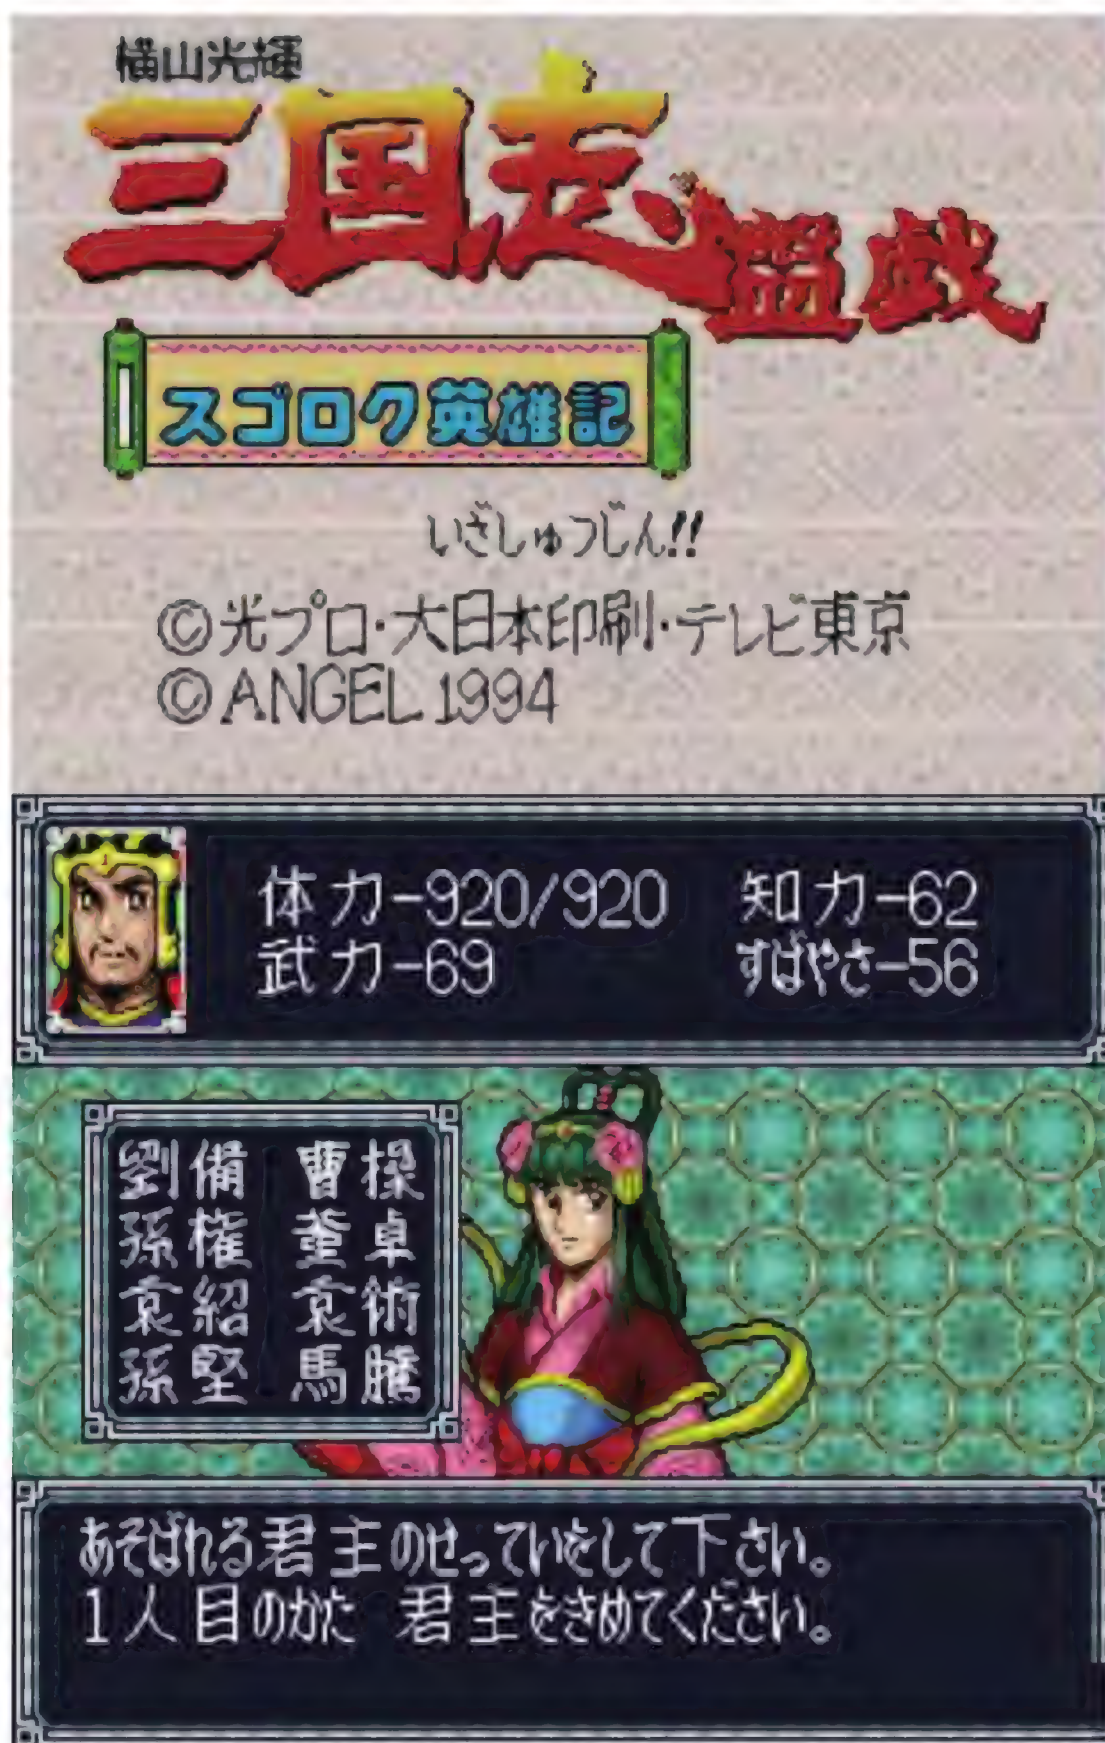 横山光輝
三国志盤戯
スゴロク英雄記
いざしゅつじん!!
©光プロ・大日本印刷・テレビ東京
©ANGEL 1994
体力-920/920 知力-62
武力-69 すばやさ-56
劉備 曹操
孫権 董卓
袁紹 袁術
孫堅 馬騰
あそばれる君主のせっていをして下さい。
1人目のかた 君主をきめてください。